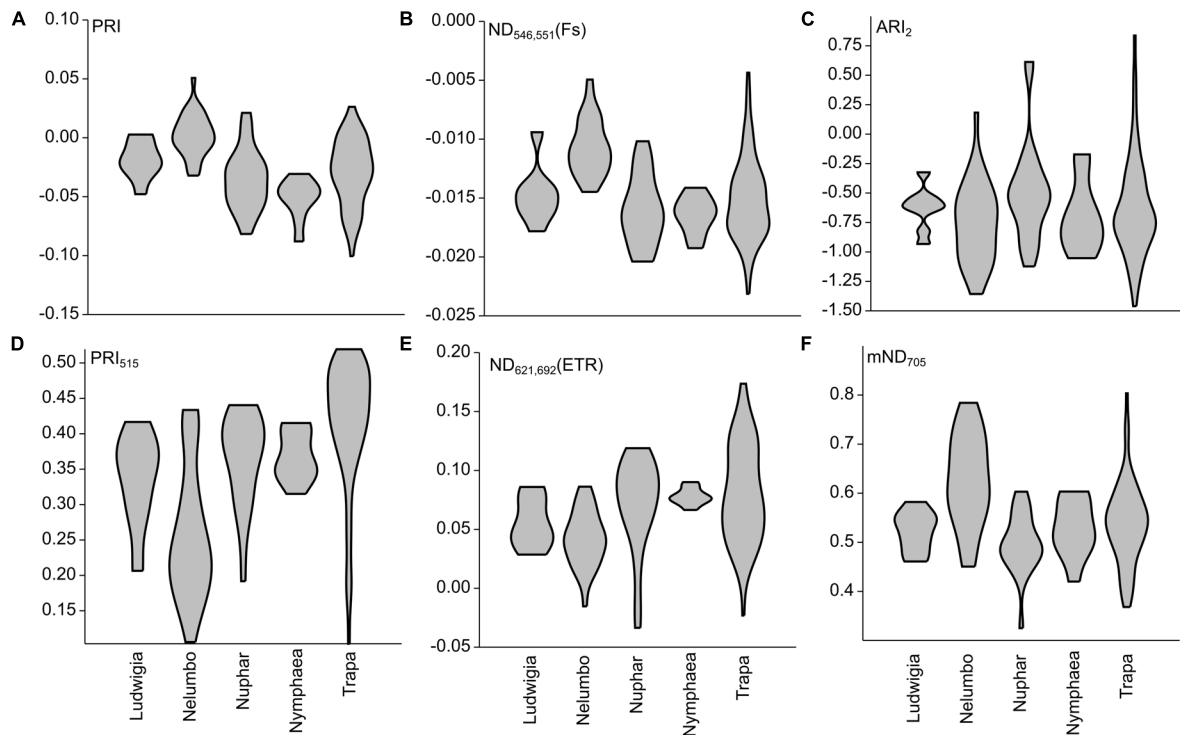 A
PRI
0.10
0.05
0.00
-0.05
-0.10
-0.15
B
ND546,551(Fs)
0.000
-0.005
-0.010
-0.015
-0.020
-0.025
C
ARI2
0.75
0.50
0.25
0.00
-0.25
-0.50
-0.75
-1.00
-1.25
-1.50
D
PRI515
0.50
0.45
0.40
0.35
0.30
0.25
0.20
0.15
Ludwigia
Nelumbo
Nuphar
Nymphaea
Trapa
E
ND621,692(ETR)
0.20
0.15
0.10
0.05
0.00
-0.05
Ludwigia
Nelumbo
Nuphar
Nymphaea
Trapa
F
mND705
0.8
0.7
0.6
0.5
0.4
Ludwigia
Nelumbo
Nuphar
Nymphaea
Trapa